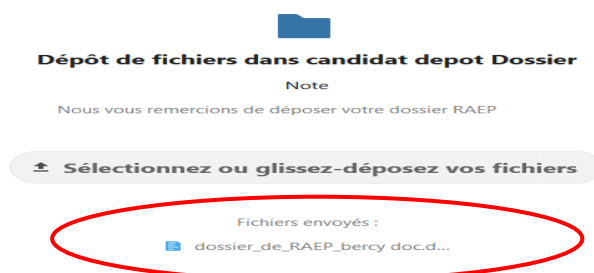 Dépôt de fichiers dans candidat depot Dossier
Note
Nous vous remercions de déposer votre dossier RAEP
Sélectionnez ou glissez-déposez vos fichiers
Fichiers envoyés :
dossier_de_RAEP_bercy doc.d...